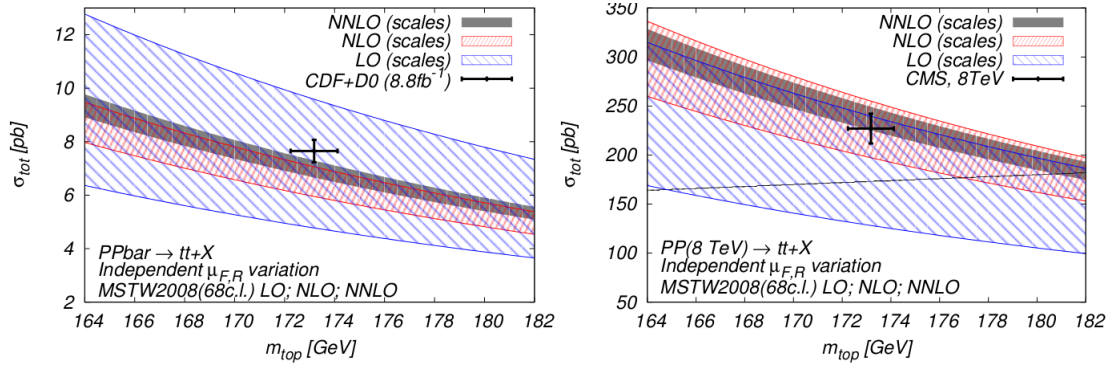 NNLO (scales)
NLO (scales)
LO (scales)
CDF+D0 (8.8fb⁻¹)
σtot [pb]
12
10
8
6
4
2
PPbar → tt+X
Independent μF,R variation
MSTW2008(68c.l.) LO; NLO; NNLO
164 166 168 170 172 174 176 178 180 182
mtop [GeV]
NNLO (scales)
NLO (scales)
LO (scales)
CMS, 8TeV
σtot [pb]
350
300
250
200
150
100
50
PP(8 TeV) → tt+X
Independent μF,R variation
MSTW2008(68c.l.) LO; NLO; NNLO
164 166 168 170 172 174 176 178 180 182
mtop [GeV]